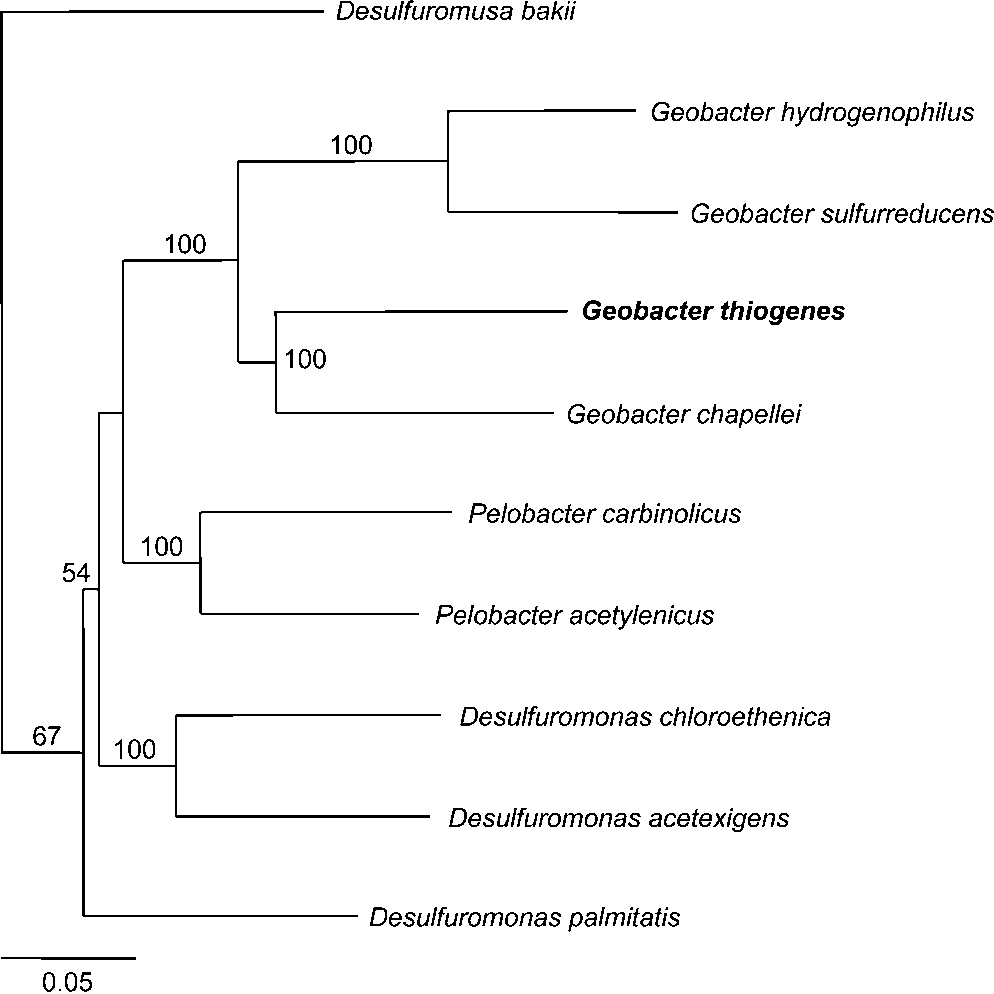 Desulfuromusa bakii
Geobacter hydrogenophilus
100
Geobacter sulfurreducens
100
Geobacter thiogenes
100
Geobacter chapellei
Pelobacter carbinolicus
100
54
Pelobacter acetylenicus
Desulfuromonas chloroethenica
67
100
Desulfuromonas acetexigens
Desulfuromonas palmitatis
0.05